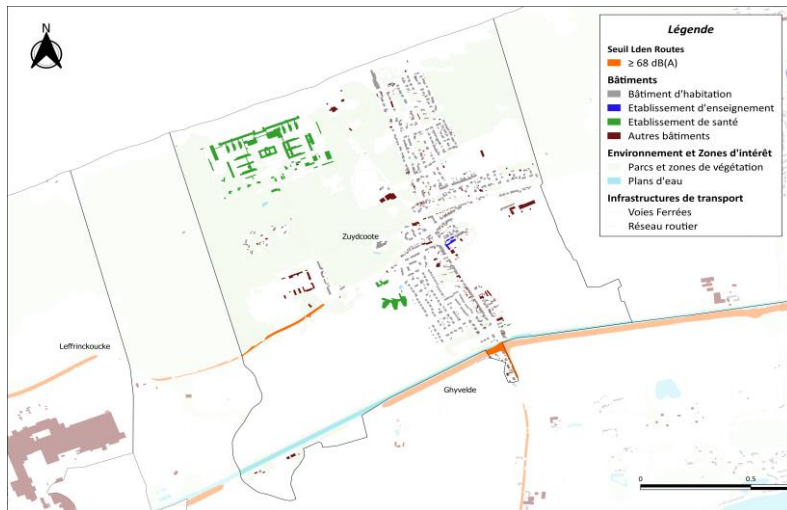 N
Légende
Seuil Lden Routes
≥ 68 dB(A)
Bâtiments
Bâtiment d'habitation
Etablissement d'enseignement
Etablissement de santé
Autres bâtiments
Environnement et Zones d'intérêt
Parcs et zones de végétation
Plans d'eau
Infrastructures de transport
Voies Ferrées
Réseau routier
Zuydcoote
Leffrinckoucke
Ghyvelde
0 0.5